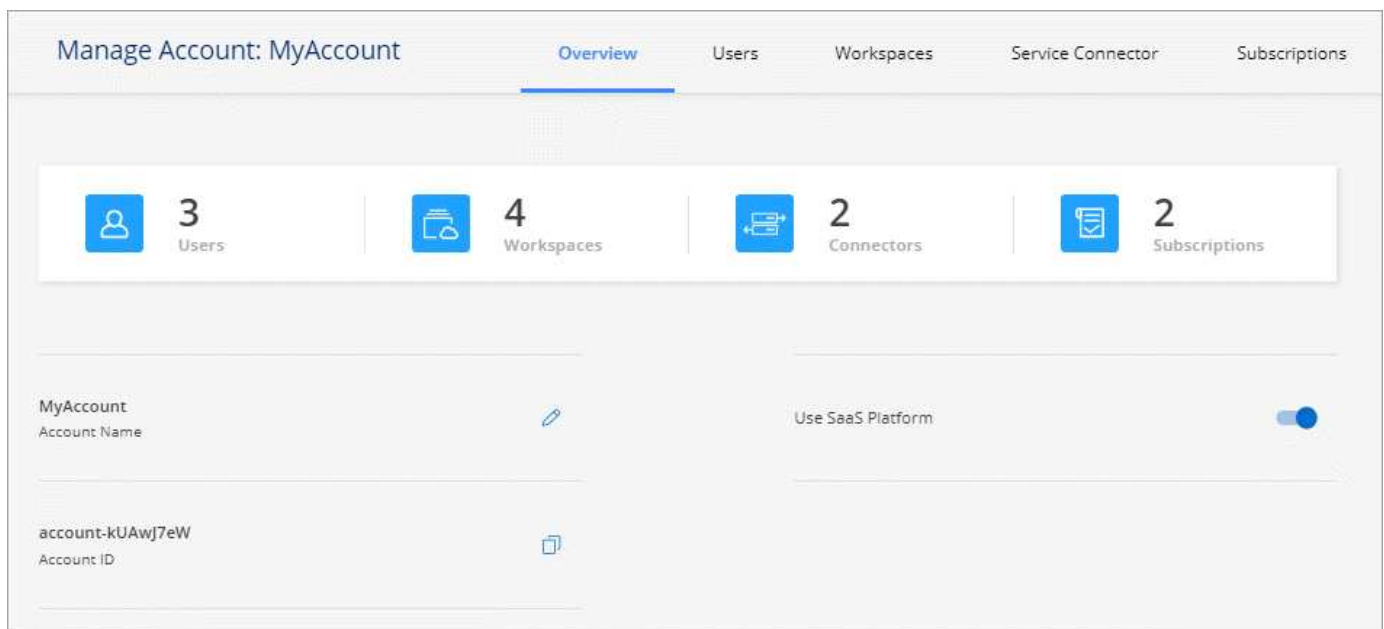 Manage Account: MyAccount
Overview
Users
Workspaces
Service Connector
Subscriptions
3
Users
4
Workspaces
2
Connectors
2
Subscriptions
MyAccount
Account Name
Use SaaS Platform
account-kUAwJ7eW
Account ID